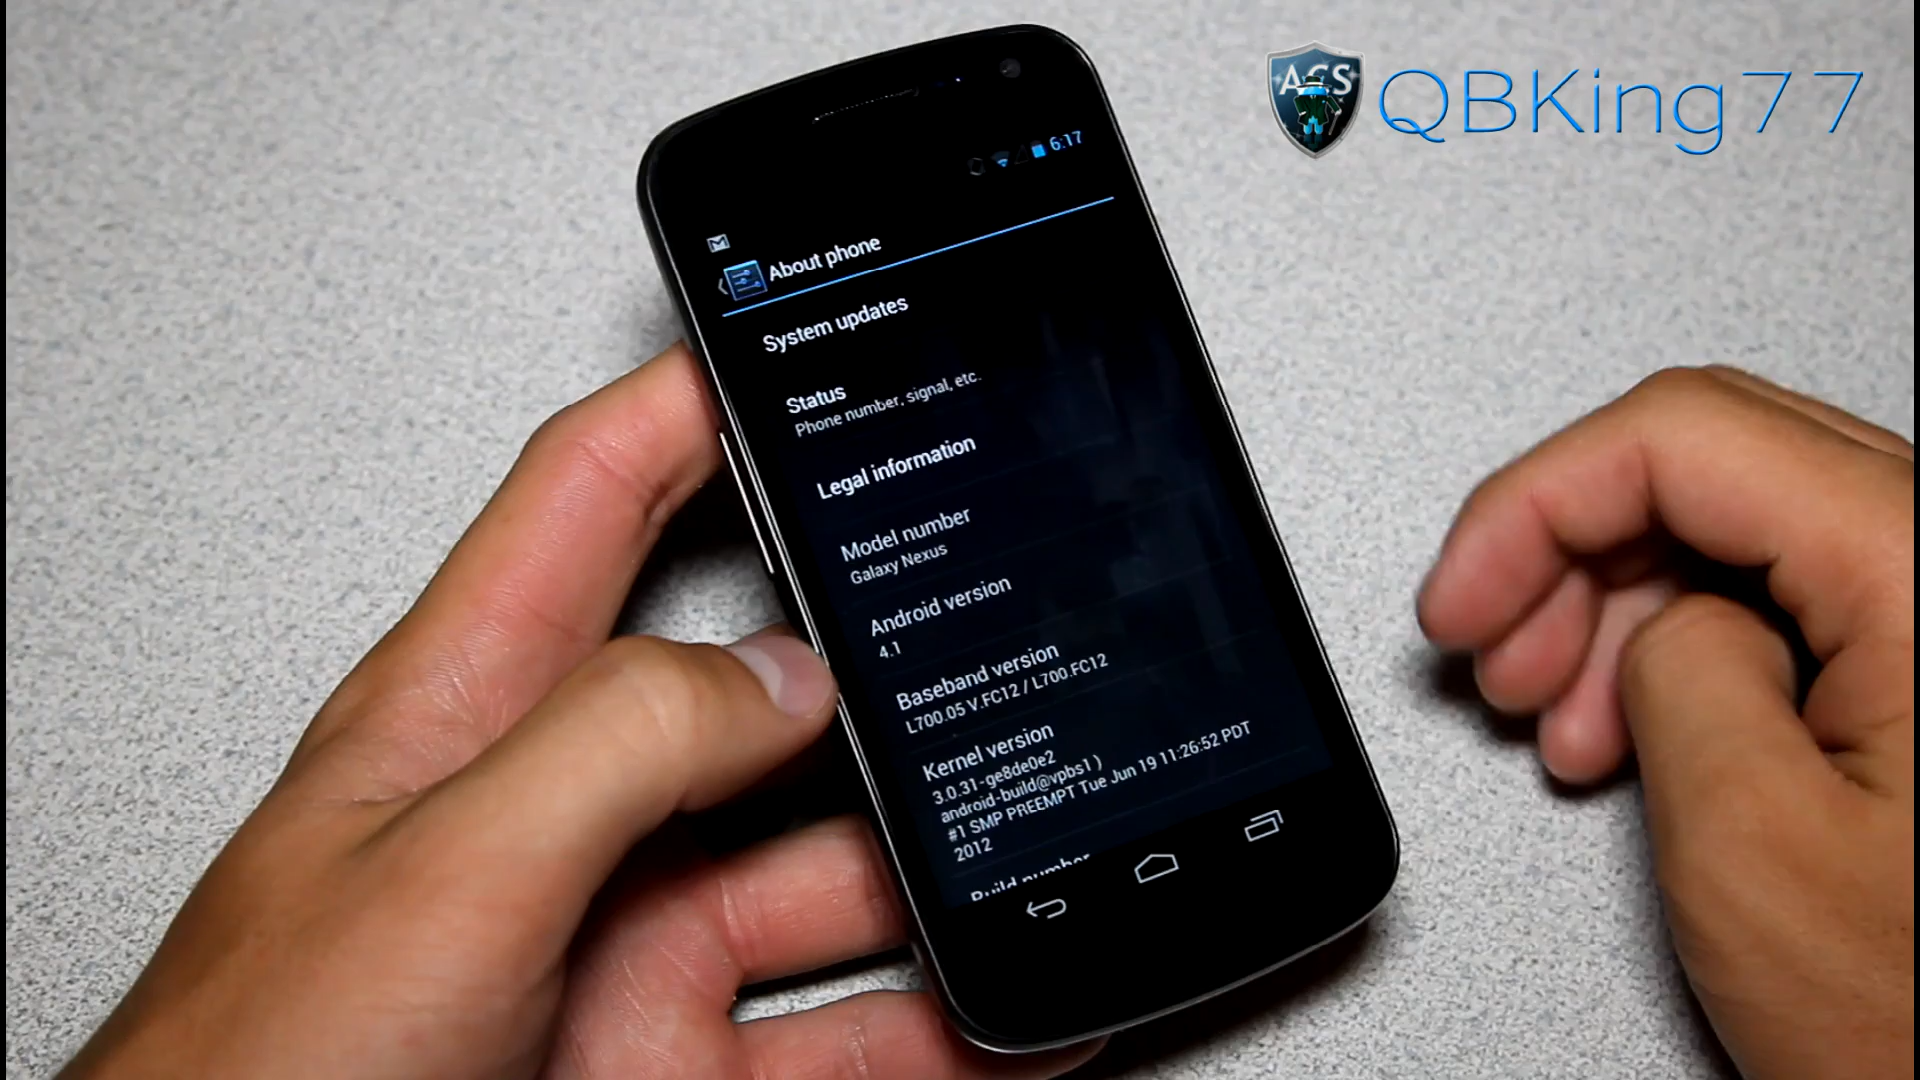 ACS QBKing77
6:17
About phone
System updates
Status
Phone number, signal, etc.
Legal information
Model number
Galaxy Nexus
Android version
4.1
Baseband version
L700.05 V.FC12 / L700.FC12
Kernel version
3.0.31-ge8de0e2
android-build@vpbs1 )
#1 SMP PREEMPT Tue Jun 19 11:26:52 PDT
2012
Build number